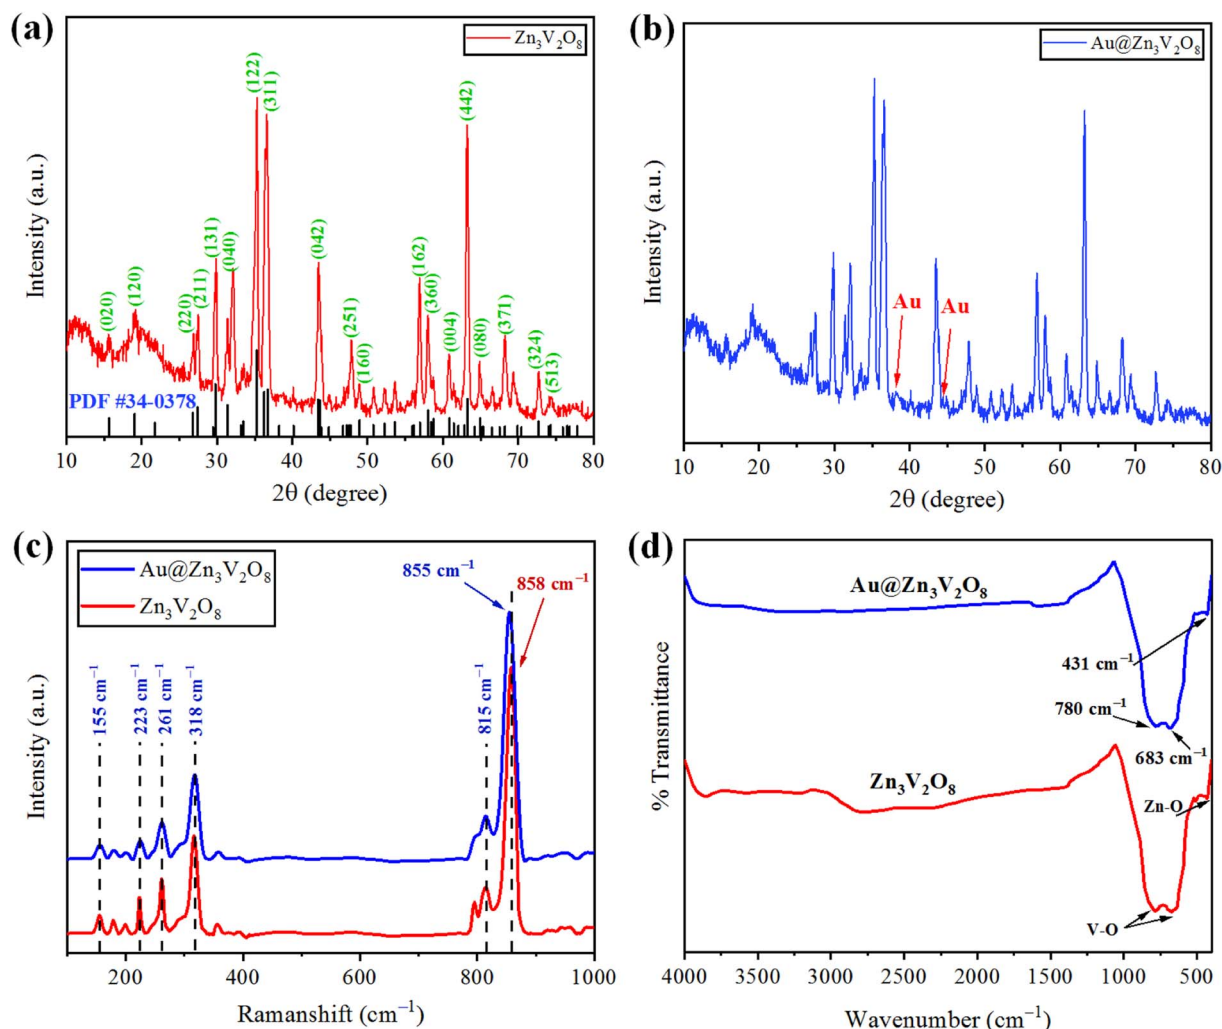 (a)
Zn₃V₂O₈
Intensity (a.u.)
(020)
(120)
(220)
(211)
(131)
(040)
(122)
(311)
(042)
(251)
(160)
(162)
(360)
(004)
(442)
(080)
(371)
(324)
(513)
PDF #34-0378
10 20 30 40 50 60 70 80
2θ (degree)
(b)
Au@Zn₃V₂O₈
Intensity (a.u.)
Au
Au
10 20 30 40 50 60 70 80
2θ (degree)
(c)
Au@Zn₃V₂O₈
Zn₃V₂O₈
Intensity (a.u.)
155 cm⁻¹
223 cm⁻¹
261 cm⁻¹
318 cm⁻¹
815 cm⁻¹
855 cm⁻¹
858 cm⁻¹
200 400 600 800 1000
Ramanshift (cm⁻¹)
(d)
% Transmittance
Au@Zn₃V₂O₈
431 cm⁻¹
780 cm⁻¹
683 cm⁻¹
Zn₃V₂O₈
Zn-O
V-O
4000 3500 3000 2500 2000 1500 1000 500
Wavenumber (cm⁻¹)